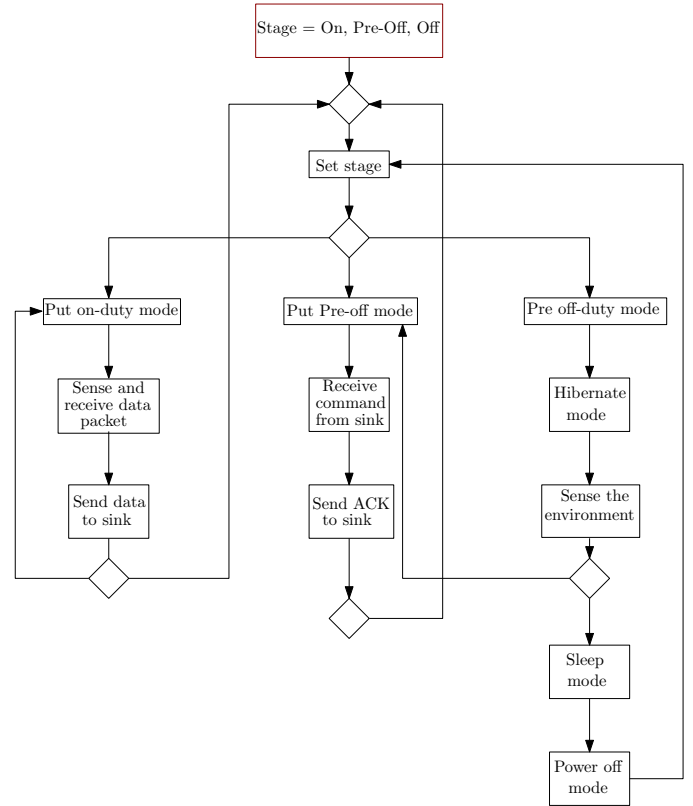 Stage = On, Pre-Off, Off
Set stage
Put on-duty mode
Put Pre-off mode
Pre off-duty mode
Sense and
receive data
packet
Receive
command
from sink
Hibernate
mode
Send data
to sink
Send ACK
to sink
Sense the
environment
Sleep
mode
Power off
mode